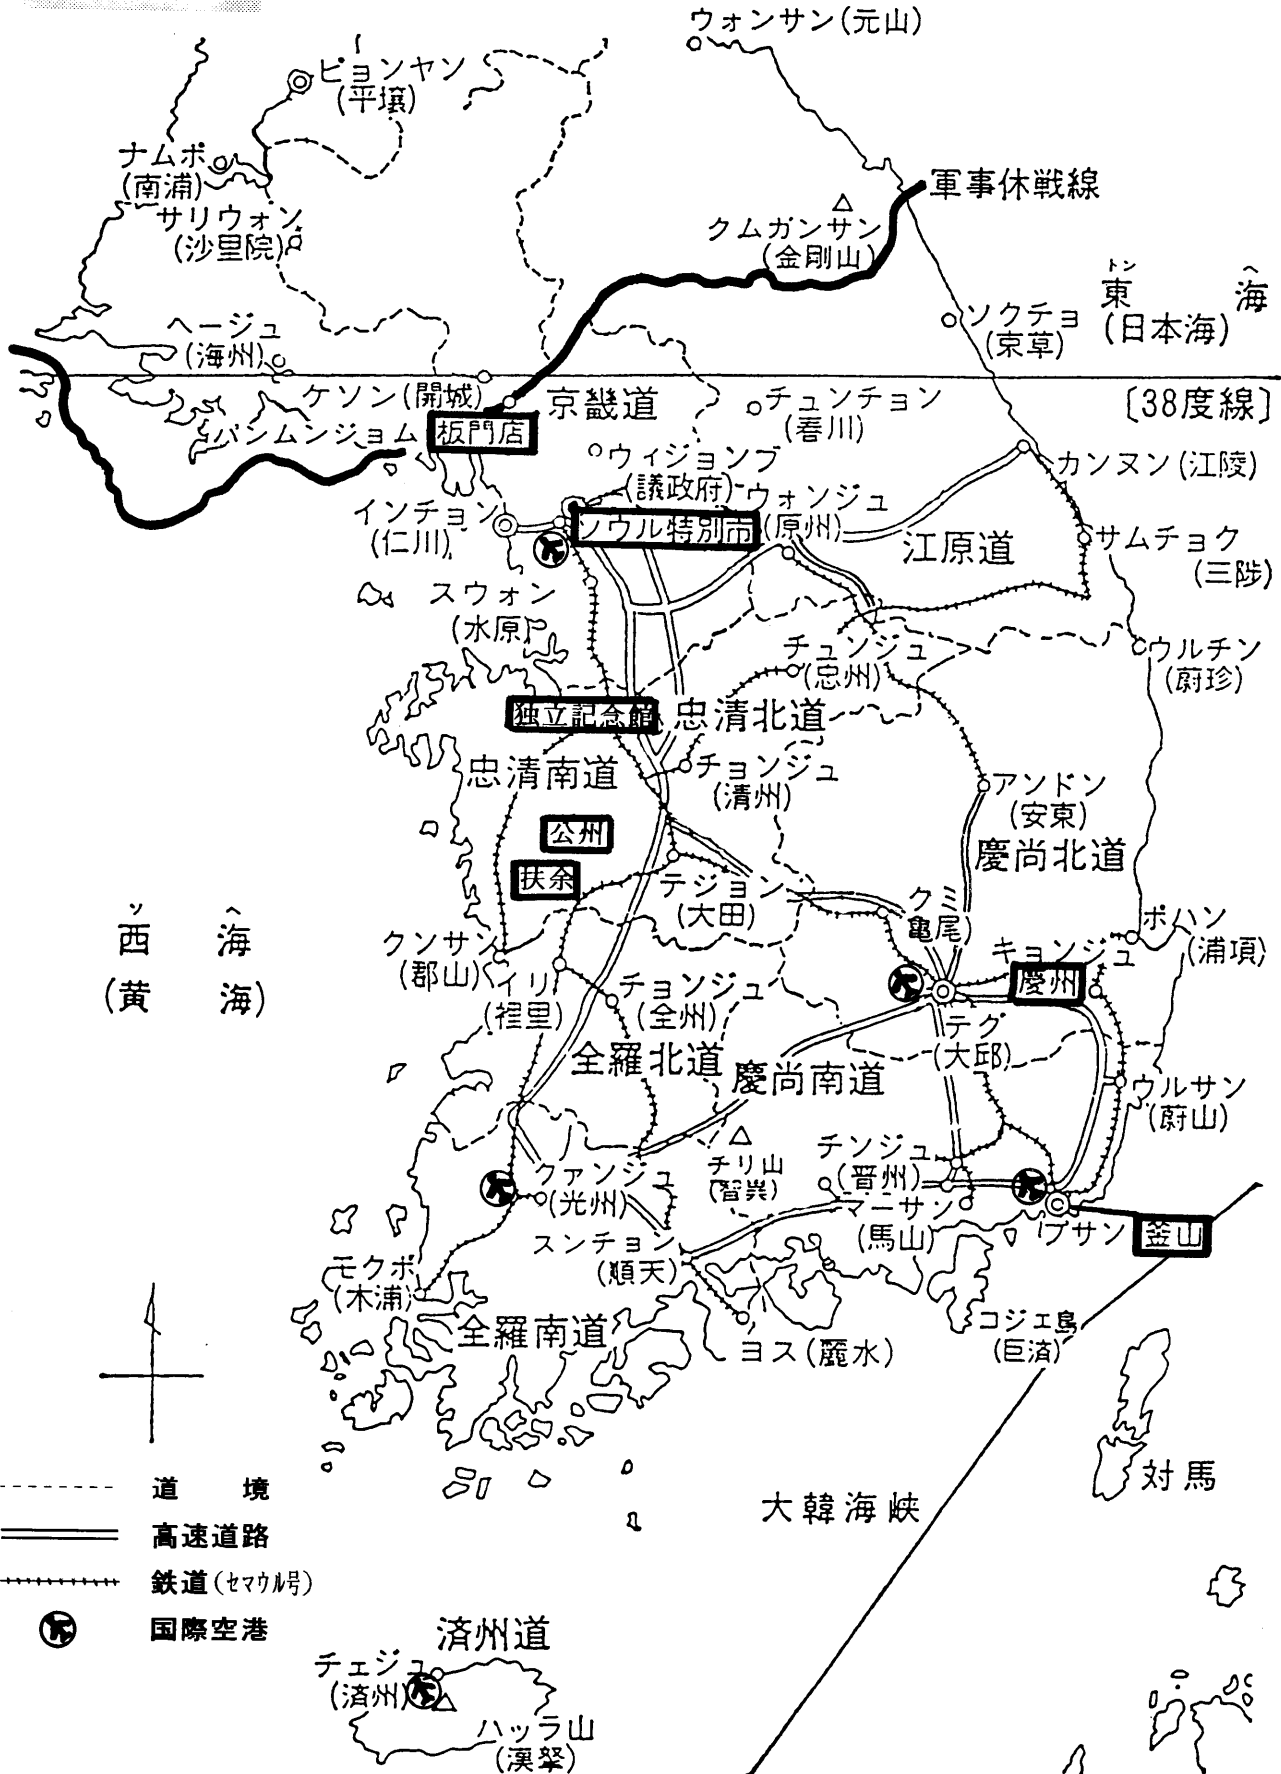 ウォンサン(元山)
ピョンヤン
(平壌)
ナムポ
(南浦)
サリウォン
(沙里院)
軍事休戦線
クムガンサン
(金剛山)
トン ヘ
東 海
(日本海)
ソクチョ
(束草)
ヘージュ
(海州)
ケソン(開城)
京畿道
〔38度線〕
チュンチョン
(春川)
パンムンジョム
板門店
ウィジョンブ
(議政府)
カンヌン(江陵)
インチョン
(仁川)
ソウル特別市
ウォンジュ
(原州)
江原道
サムチョク
(三陟)
スウォン
(水原)
チュンジュ
(忠州)
ウルチン
(蔚珍)
独立記念館
忠清北道
忠清南道
チョンジュ
(清州)
アンドン
(安東)
慶尚北道
公州
扶余
テジョン
(大田)
クミ
亀尾)
ポハン
(浦項)
ソ ヘ
西 海
(黄 海)
クンサン
(郡山)
イリ
(裡里)
チョンジュ
(全州)
キョンジュ
慶州
テグ
(大邱)
全羅北道
慶尚南道
ウルサン
(蔚山)
チリ山
(智異)
チンジュ
(晋州)
クァンジュ
(光州)
マーサン
(馬山)
プサン
釜山
スンチョン
(順天)
モクポ
(木浦)
全羅南道
ヨス(麗水)
コジェ島
(巨済)
対馬
大韓海峡
道 境
高速道路
鉄道(セマウル号)
国際空港
済州道
チェジュ
(済州)
ハッラ山
(漢拏)